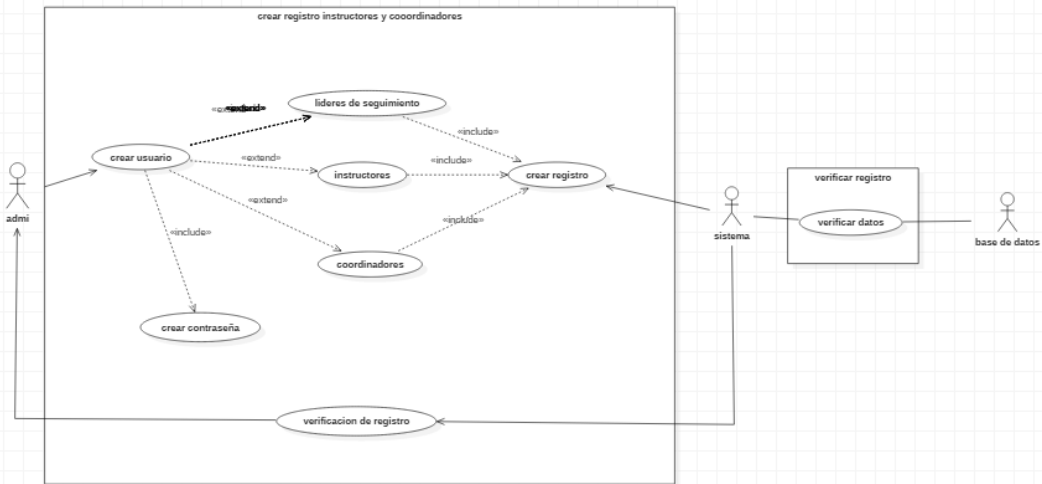 crear registro instructores y cooordinadores
lideres de seguimiento
«include»
crear usuario
«extend»
instructores
«include»
crear registro
«extend»
«include»
«include»
coordinadores
crear contraseña
verificacion de registro
admi
sistema
verificar registro
verificar datos
base de datos